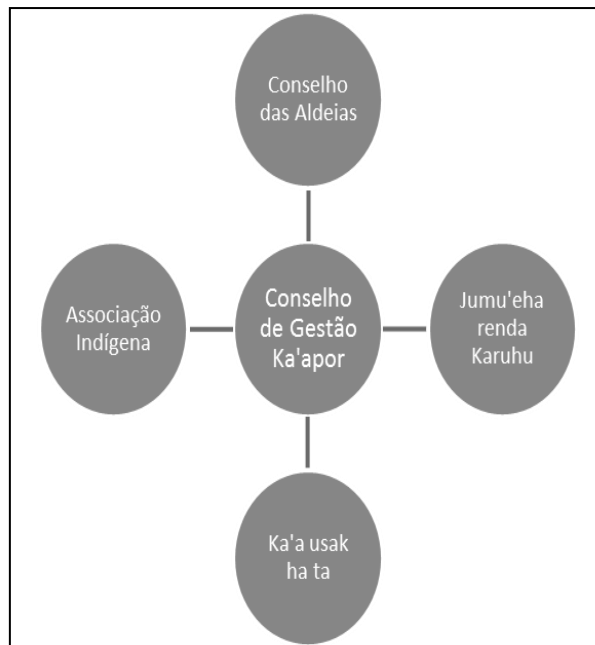 Conselho
das Aldeias
Associação
Indígena
Conselho
de Gestão
Ka'apor
Jumu'eha
renda
Karuhu
Ka'a usak
ha ta